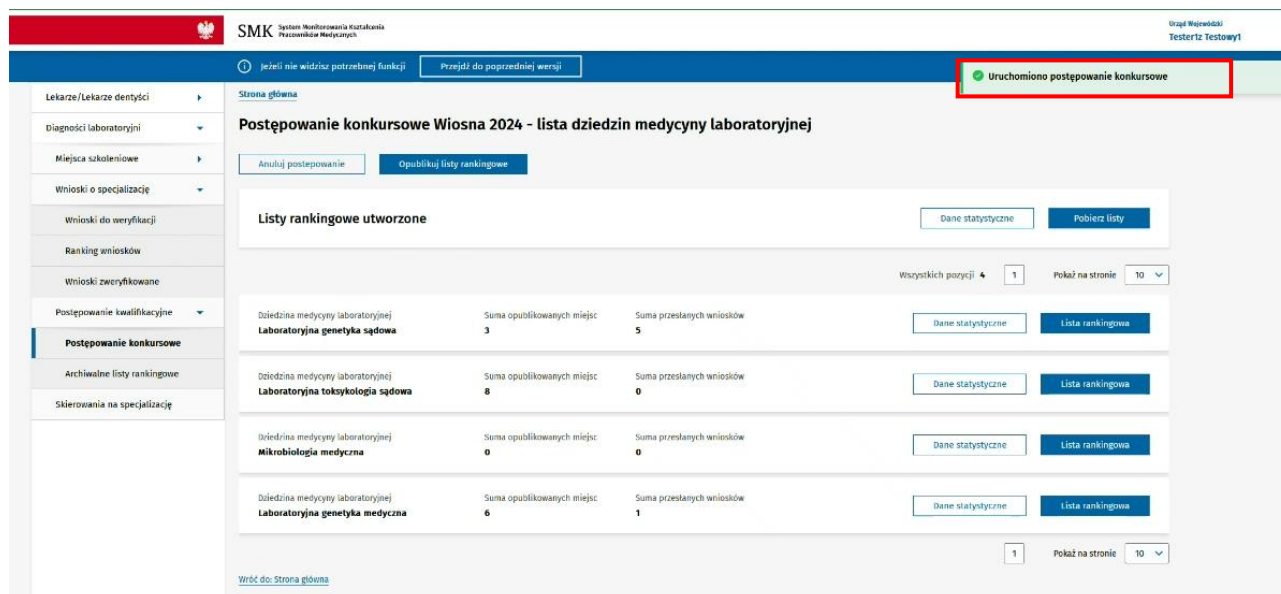 SMK System Monitorowania Kształcenia
Pracowników Medycznych
Urząd Wojewódzki
Tester1z Testowy1
Jeżeli nie widzisz potrzebnej funkcji
Przejdź do poprzedniej wersji
Uruchomiono postępowanie konkursowe
Lekarze/Lekarze dentyści
Diagności laboratoryjni
Miejsca szkoleniowe
Wnioski o specjalizację
Wnioski do weryfikacji
Ranking wniosków
Wnioski zweryfikowane
Postępowanie kwalifikacyjne
Postępowanie konkursowe
Archiwalne listy rankingowe
Skierowania na specjalizację
Strona główna
Postępowanie konkursowe Wiosna 2024 - lista dziedzin medycyny laboratoryjnej
Anuluj postepowanie
Opublikuj listy rankingowe
Listy rankingowe utworzone
Dane statystyczne
Pobierz listy
Wszystkich pozycji 4
1
Pokaż na stronie 10
Dziedzina medycyny laboratoryjnej
Laboratoryjna genetyka sądowa
Suma opublikowanych miejsc
3
Suma przesłanych wniosków
5
Dane statystyczne
Lista rankingowa
Dziedzina medycyny laboratoryjnej
Laboratoryjna toksykologia sądowa
Suma opublikowanych miejsc
8
Suma przesłanych wniosków
0
Dane statystyczne
Lista rankingowa
Dziedzina medycyny laboratoryjnej
Mikrobiologia medyczna
Suma opublikowanych miejsc
0
Suma przesłanych wniosków
0
Dane statystyczne
Lista rankingowa
Dziedzina medycyny laboratoryjnej
Laboratoryjna genetyka medyczna
Suma opublikowanych miejsc
6
Suma przesłanych wniosków
1
Dane statystyczne
Lista rankingowa
1
Pokaż na stronie 10
Wróć do: Strona główna